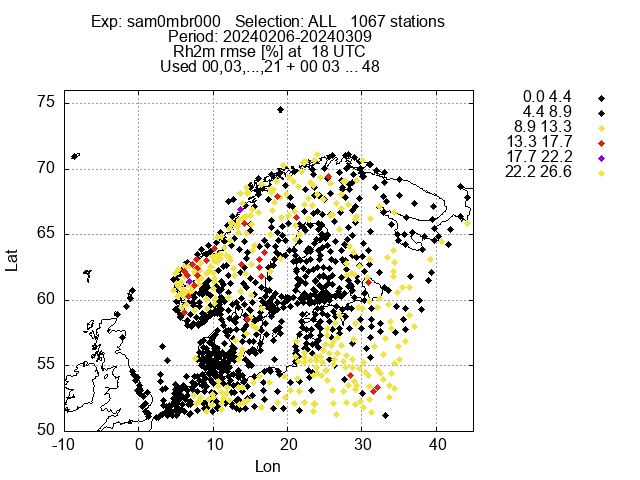 Exp: sam0mbr000 Selection: ALL 1067 stations
Period: 20240206-20240309
Rh2m rmse [%] at 18 UTC
Used 00,03,...,21 + 00 03 ... 48
0.0 4.4
4.4 8.9
8.9 13.3
13.3 17.7
17.7 22.2
22.2 26.6
75
70
65
60
55
50
Lat
-10 0 10 20 30 40
Lon